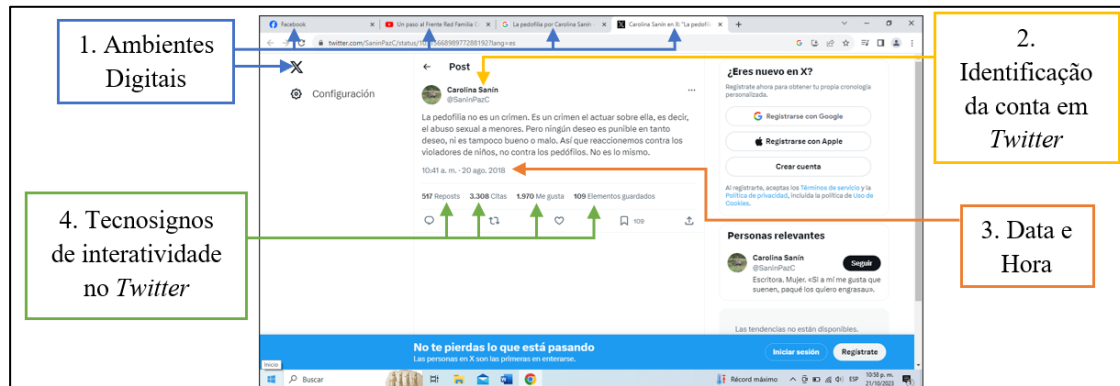 1. Ambientes
Digitais
2.
Identificação
da conta em
Twitter
3. Data e
Hora
4. Tecnosignos
de interatividade
no Twitter
Facebook
Un paso al Frente Red Familia
La pedofilia por Carolina Sanín
Carolina Sanín en X: "La pedofil
Configuración
Post
Carolina Sanín
@SaninPazC
La pedofilia no es un crimen. Es un crimen el actuar sobre ella, es decir,
el abuso sexual a menores. Pero ningún deseo es punible en tanto
deseo, ni es tampoco bueno o malo. Así que reaccionemos contra los
violadores de niños, no contra los pedófilos. No es lo mismo.
10:41 a. m. · 20 ago. 2018
517 Reposts 3.308 Citas 1.970 Me gusta 109 Elementos guardados
109
¿Eres nuevo en X?
Regístrate ahora para obtener tu propia cronología
personalizada.
Registrarse con Google
Registrarse con Apple
Crear cuenta
Al registrarte, aceptas los Términos de servicio y la
Política de privacidad, incluida la política de Uso de
Cookies.
Personas relevantes
Carolina Sanín
@SaninPazC
Seguir
Escritora. Mujer. «Si a mí me gusta que
suenen, paqué los quiero engrasau».
Las tendencias no están disponibles.
No te pierdas lo que está pasando
Las personas en X son las primeras en enterarse.
Iniciar sesión
Regístrate
Inicio
Buscar
Récord máximo
ESP
10:58 p. m.
21/10/2023